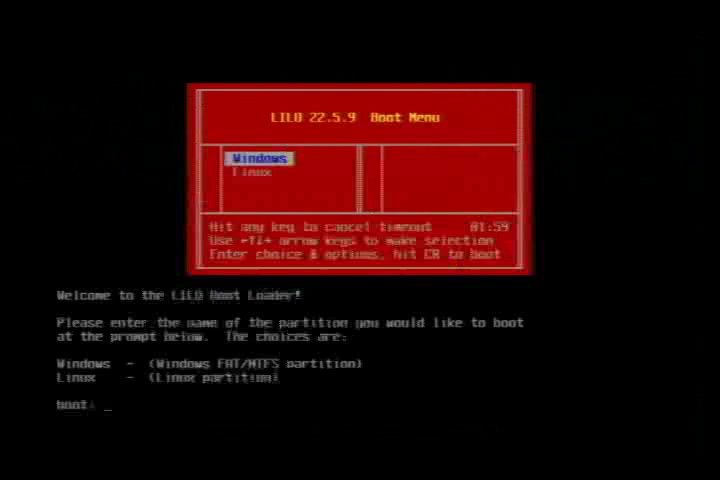 LILO 22.5.9 Boot Menu
Windows
Linux
Hit any key to cancel timeout 01:59
Use ←↑↓→ arrow keys to make selection
Enter choice & options, hit CR to boot
Welcome to the LILO Boot Loader!
Please enter the name of the partition you would like to boot
at the prompt below. The choices are:
Windows - (Windows FAT/NTFS partition)
Linux - (Linux partition)
boot: _